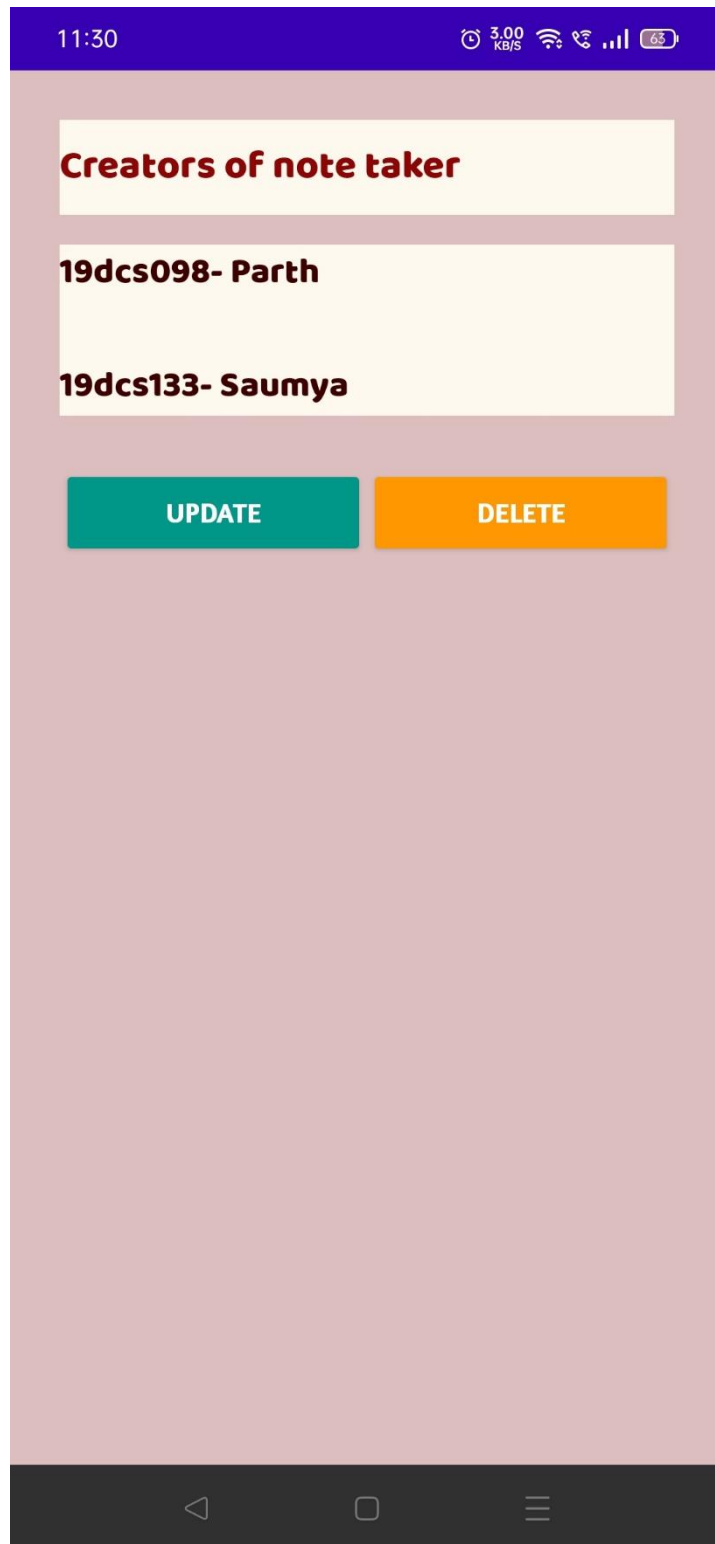 11:30
3.00
KB/S
63
Creators of note taker
19dcs098- Parth
19dcs133- Saumya
UPDATE
DELETE